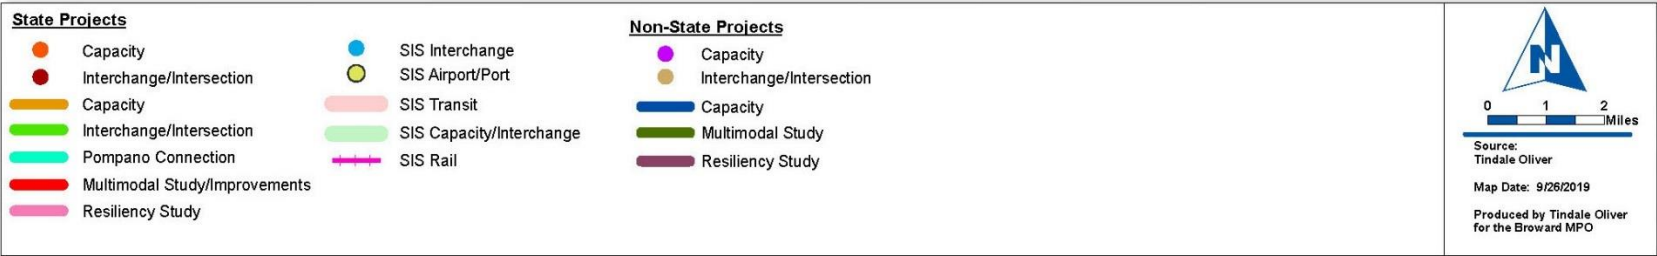 State Projects
Capacity
Interchange/Intersection
Capacity
Interchange/Intersection
Pompano Connection
Multimodal Study/Improvements
Resiliency Study
SIS Interchange
SIS Airport/Port
SIS Transit
SIS Capacity/Interchange
SIS Rail
Non-State Projects
Capacity
Interchange/Intersection
Capacity
Multimodal Study
Resiliency Study
N
0 1 2
Miles
Source:
Tindale Oliver
Map Date: 9/26/2019
Produced by Tindale Oliver
for the Broward MPO